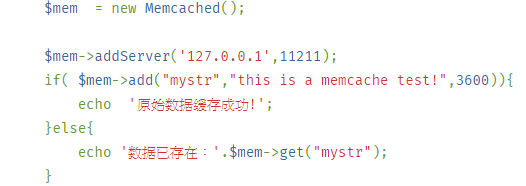 $mem  = new Memcached();
$mem->addServer('127.0.0.1',11211);
if( $mem->add("mystr","this is a memcache test!",3600)){
echo  '原始数据缓存成功!';
}else{
echo '数据已存在：'.$mem->get("mystr");
}